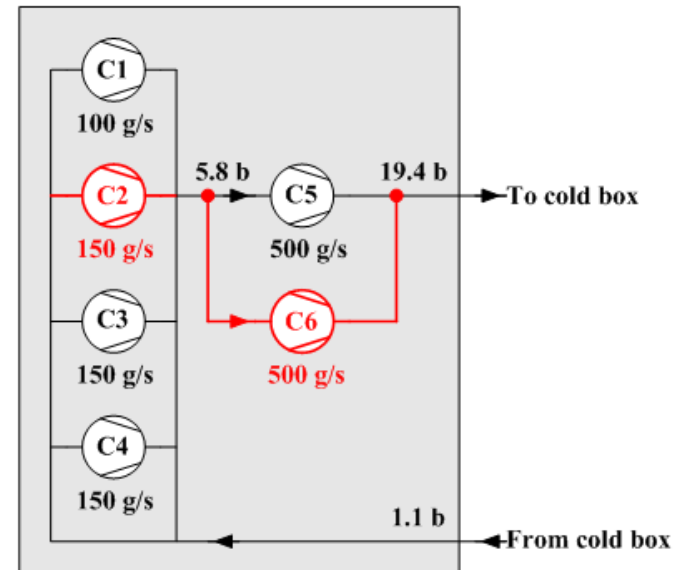 C1
100 g/s
5.8 b
19.4 b
C2
C5
To cold box
150 g/s
500 g/s
C3
C6
150 g/s
500 g/s
C4
150 g/s
1.1 b
From cold box